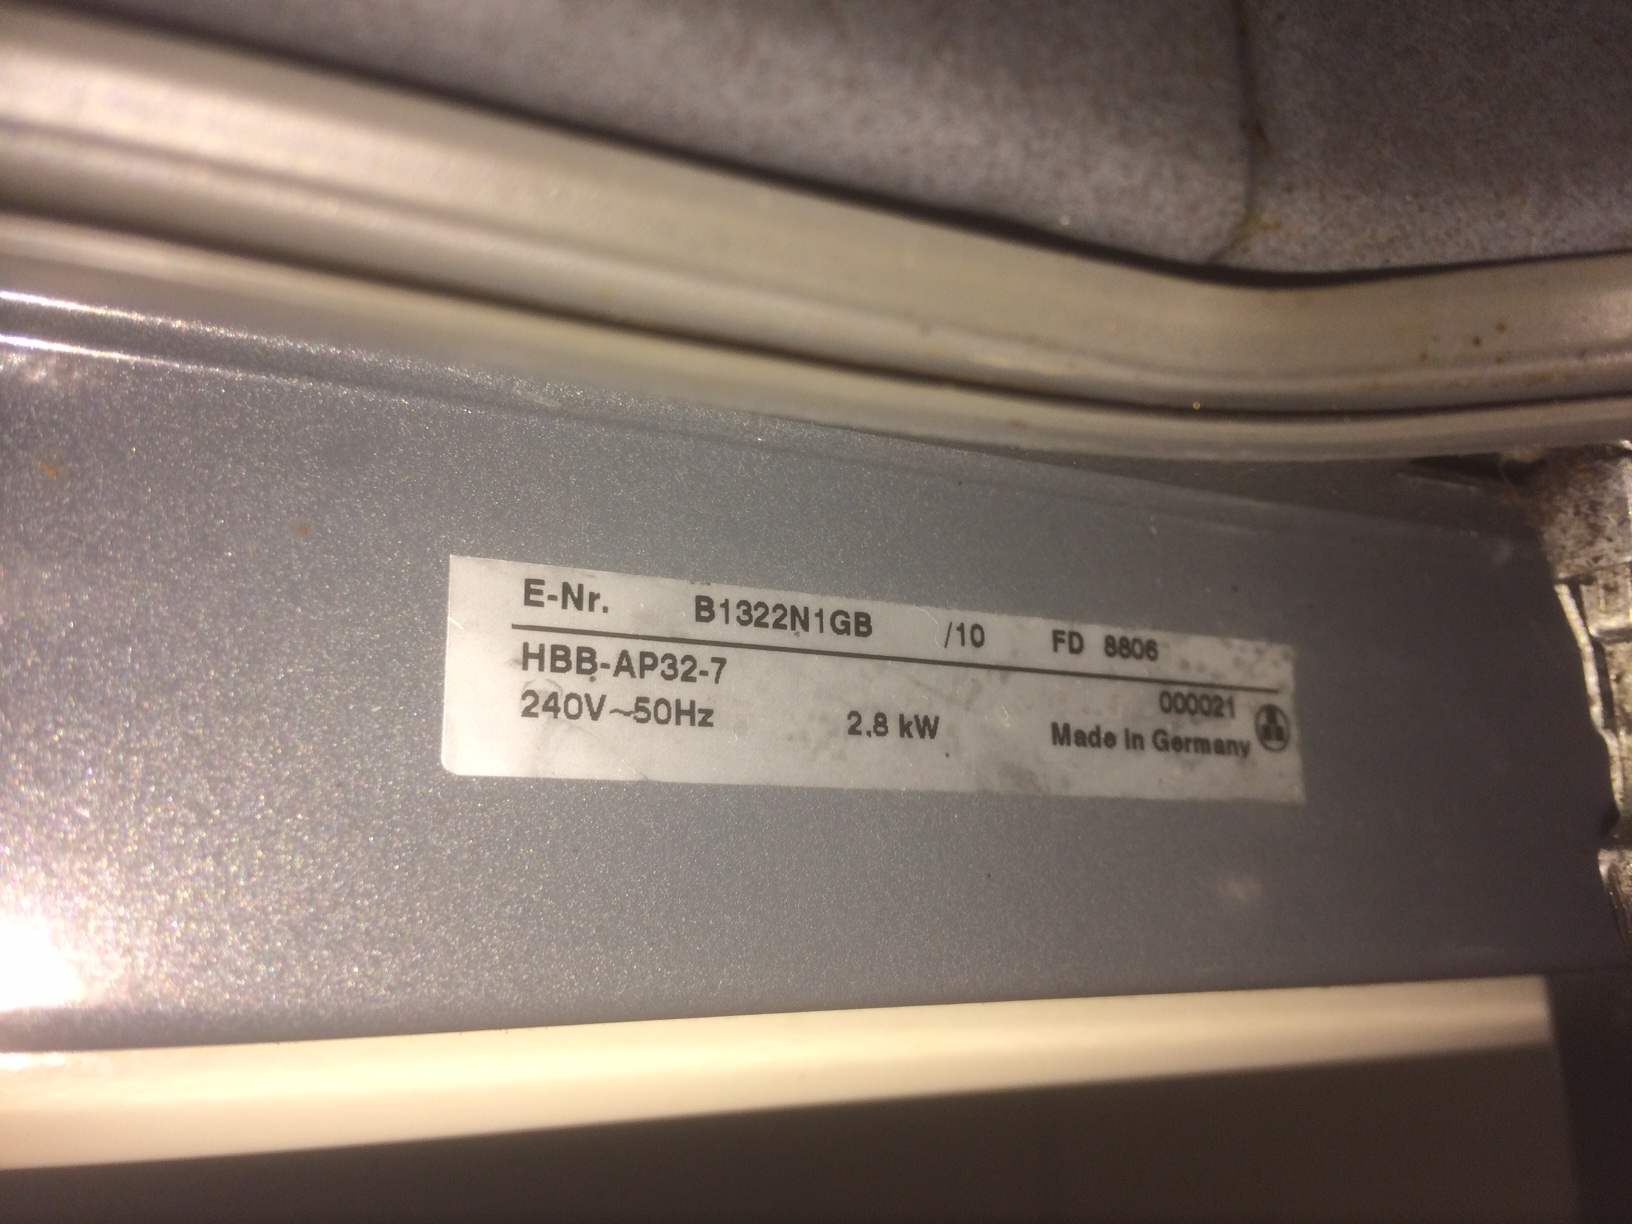 E-Nr. B1322N1GB /10 FD 8806
HBB-AP32-7 000021
240V~50Hz 2,8 kW Made in Germany